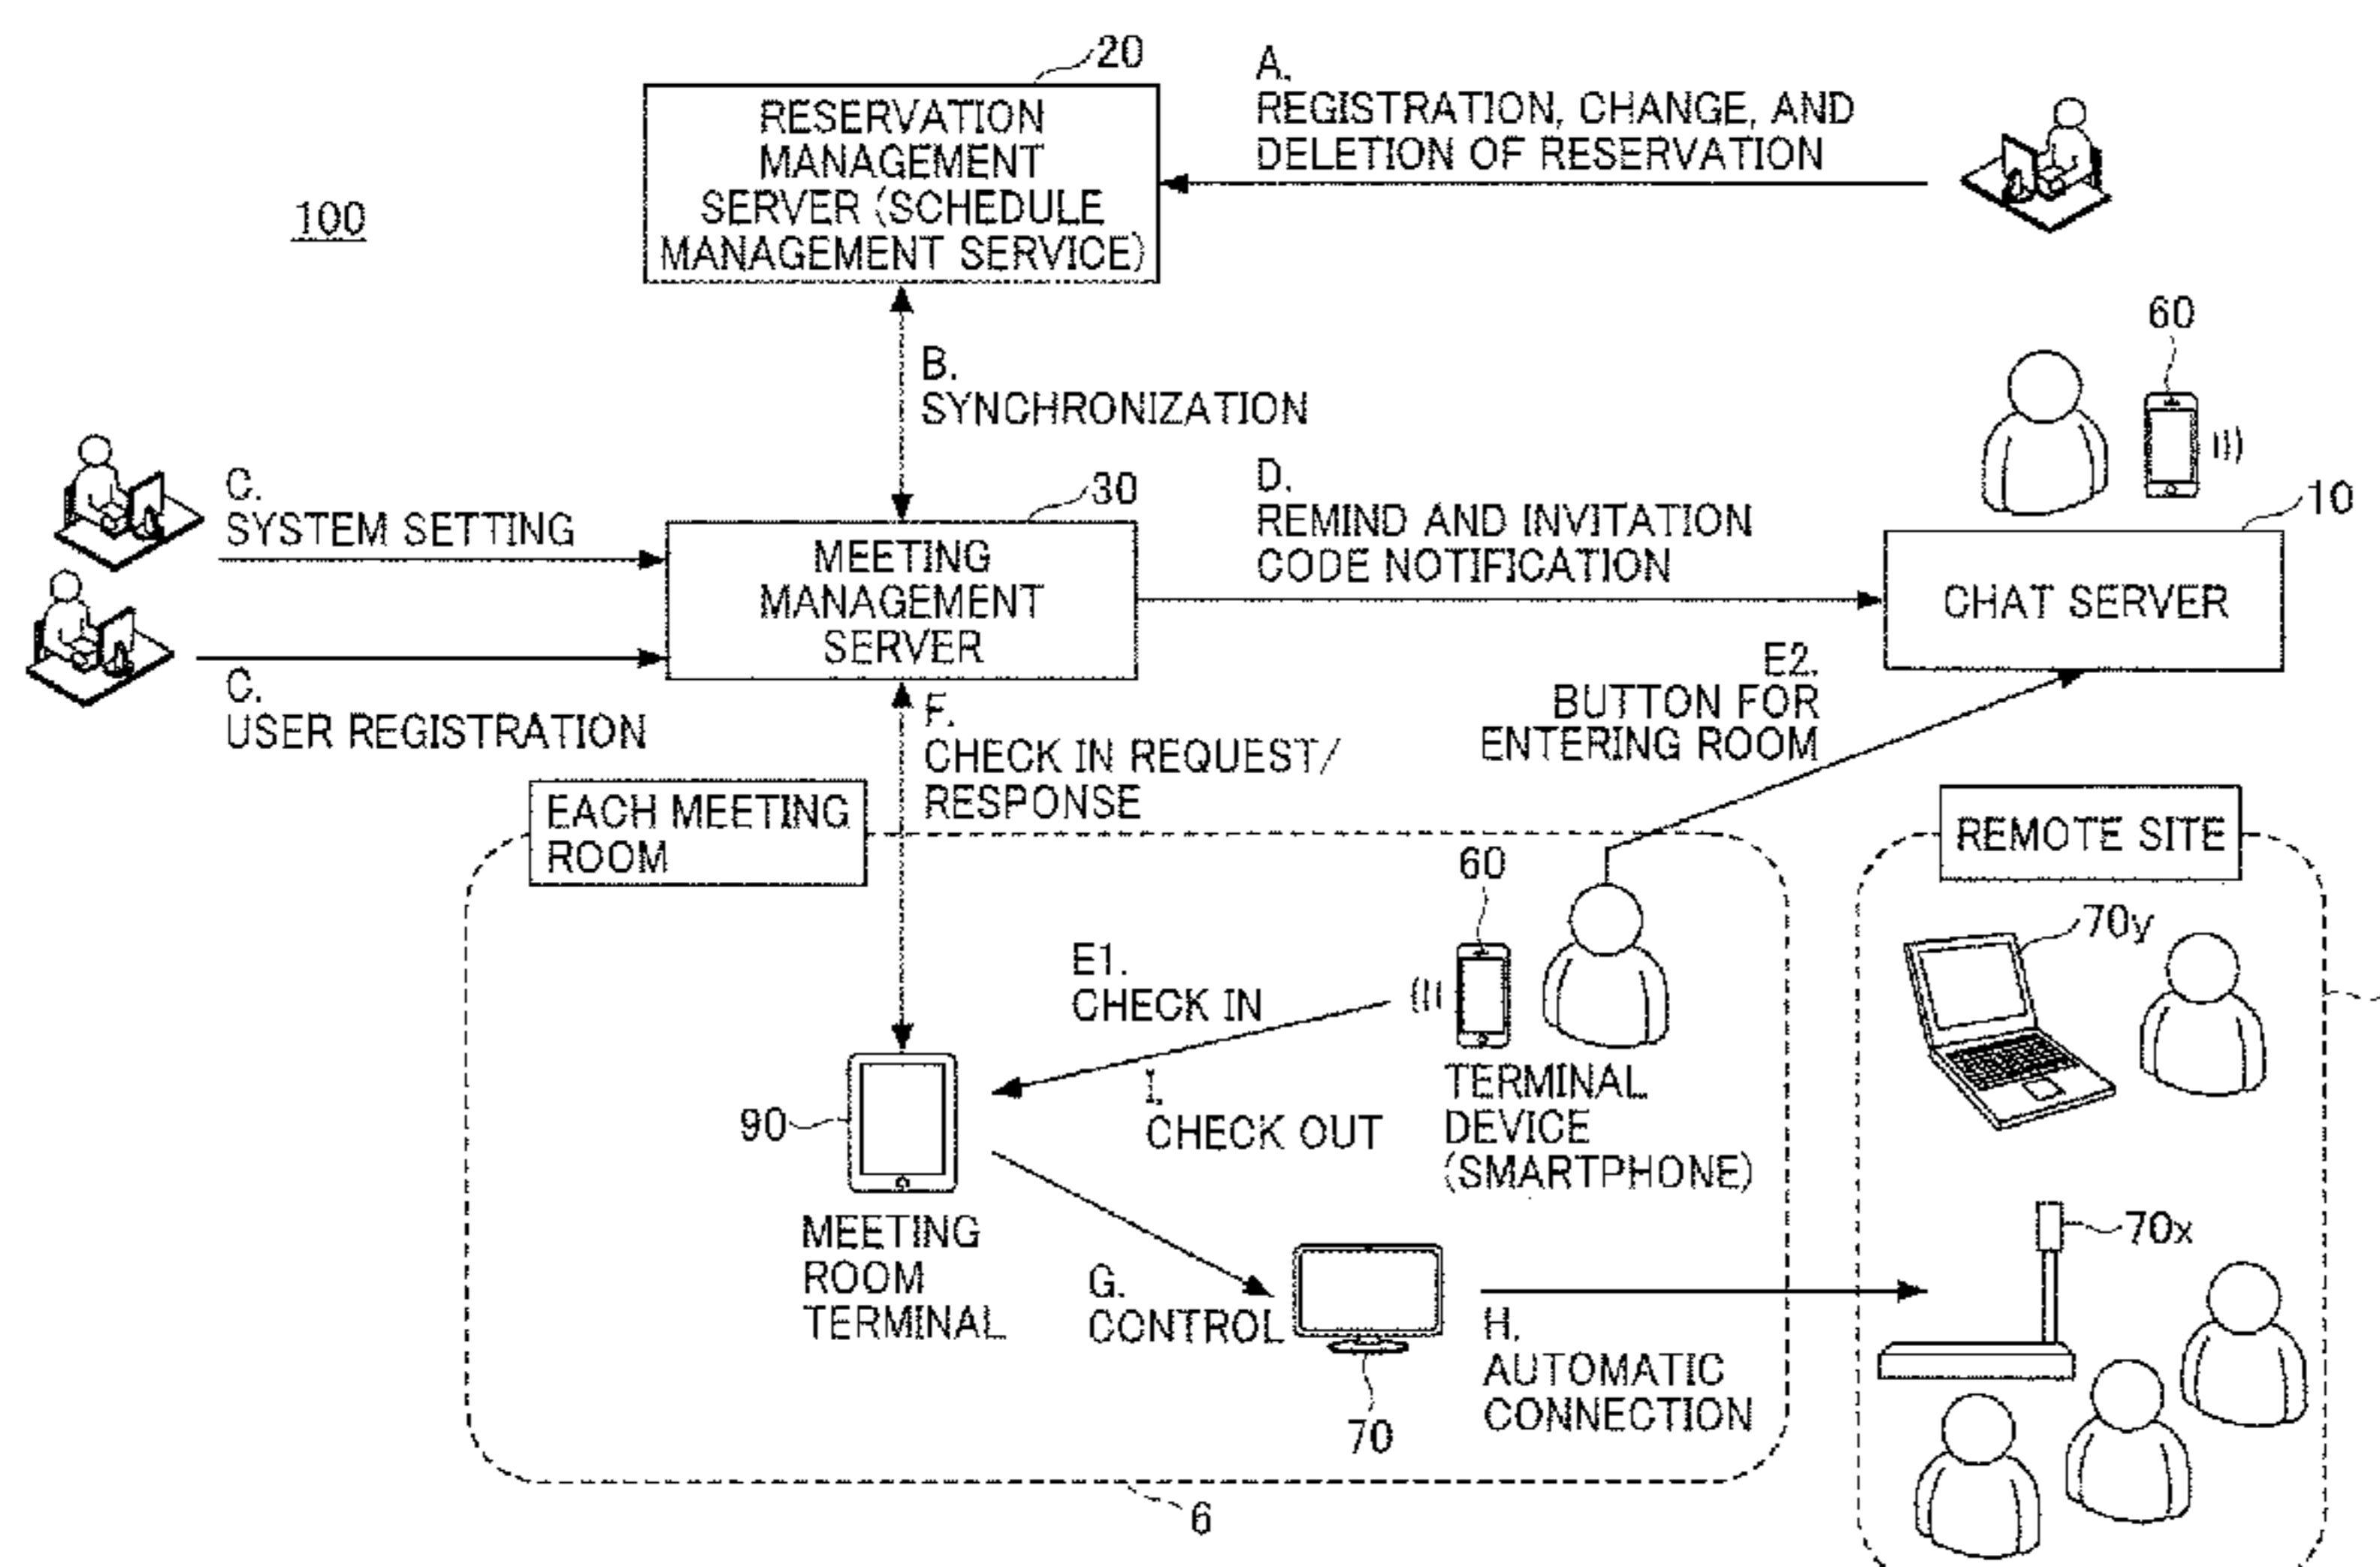 20
A.
REGISTRATION, CHANGE, AND
DELETION OF RESERVATION
RESERVATION
MANAGEMENT
SERVER (SCHEDULE
MANAGEMENT SERVICE)
100
60
B.
SYNCHRONIZATION
C.
SYSTEM SETTING
30
D.
REMIND AND INVITATION
CODE NOTIFICATION
10
MEETING
MANAGEMENT
SERVER
CHAT SERVER
C.
USER REGISTRATION
F.
CHECK IN REQUEST/
RESPONSE
E2.
BUTTON FOR
ENTERING ROOM
EACH MEETING
ROOM
REMOTE SITE
60
70y
E1.
CHECK IN
I.
CHECK OUT
TERMINAL
DEVICE
(SMARTPHONE)
90
MEETING
ROOM
TERMINAL
70x
G.
CONTROL
H.
AUTOMATIC
CONNECTION
70
6